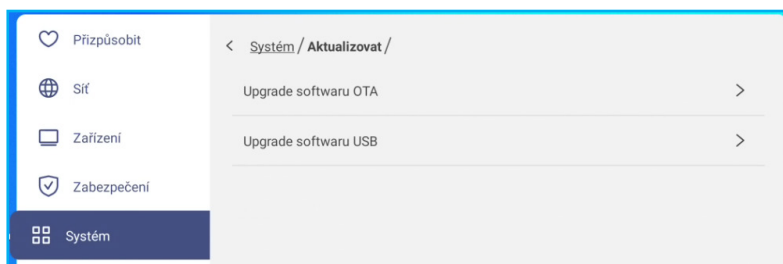 Přizpůsobit
Síť
Zařízení
Zabezpečení
Systém
Systém / Aktualizovat /
Upgrade softwaru OTA
Upgrade softwaru USB